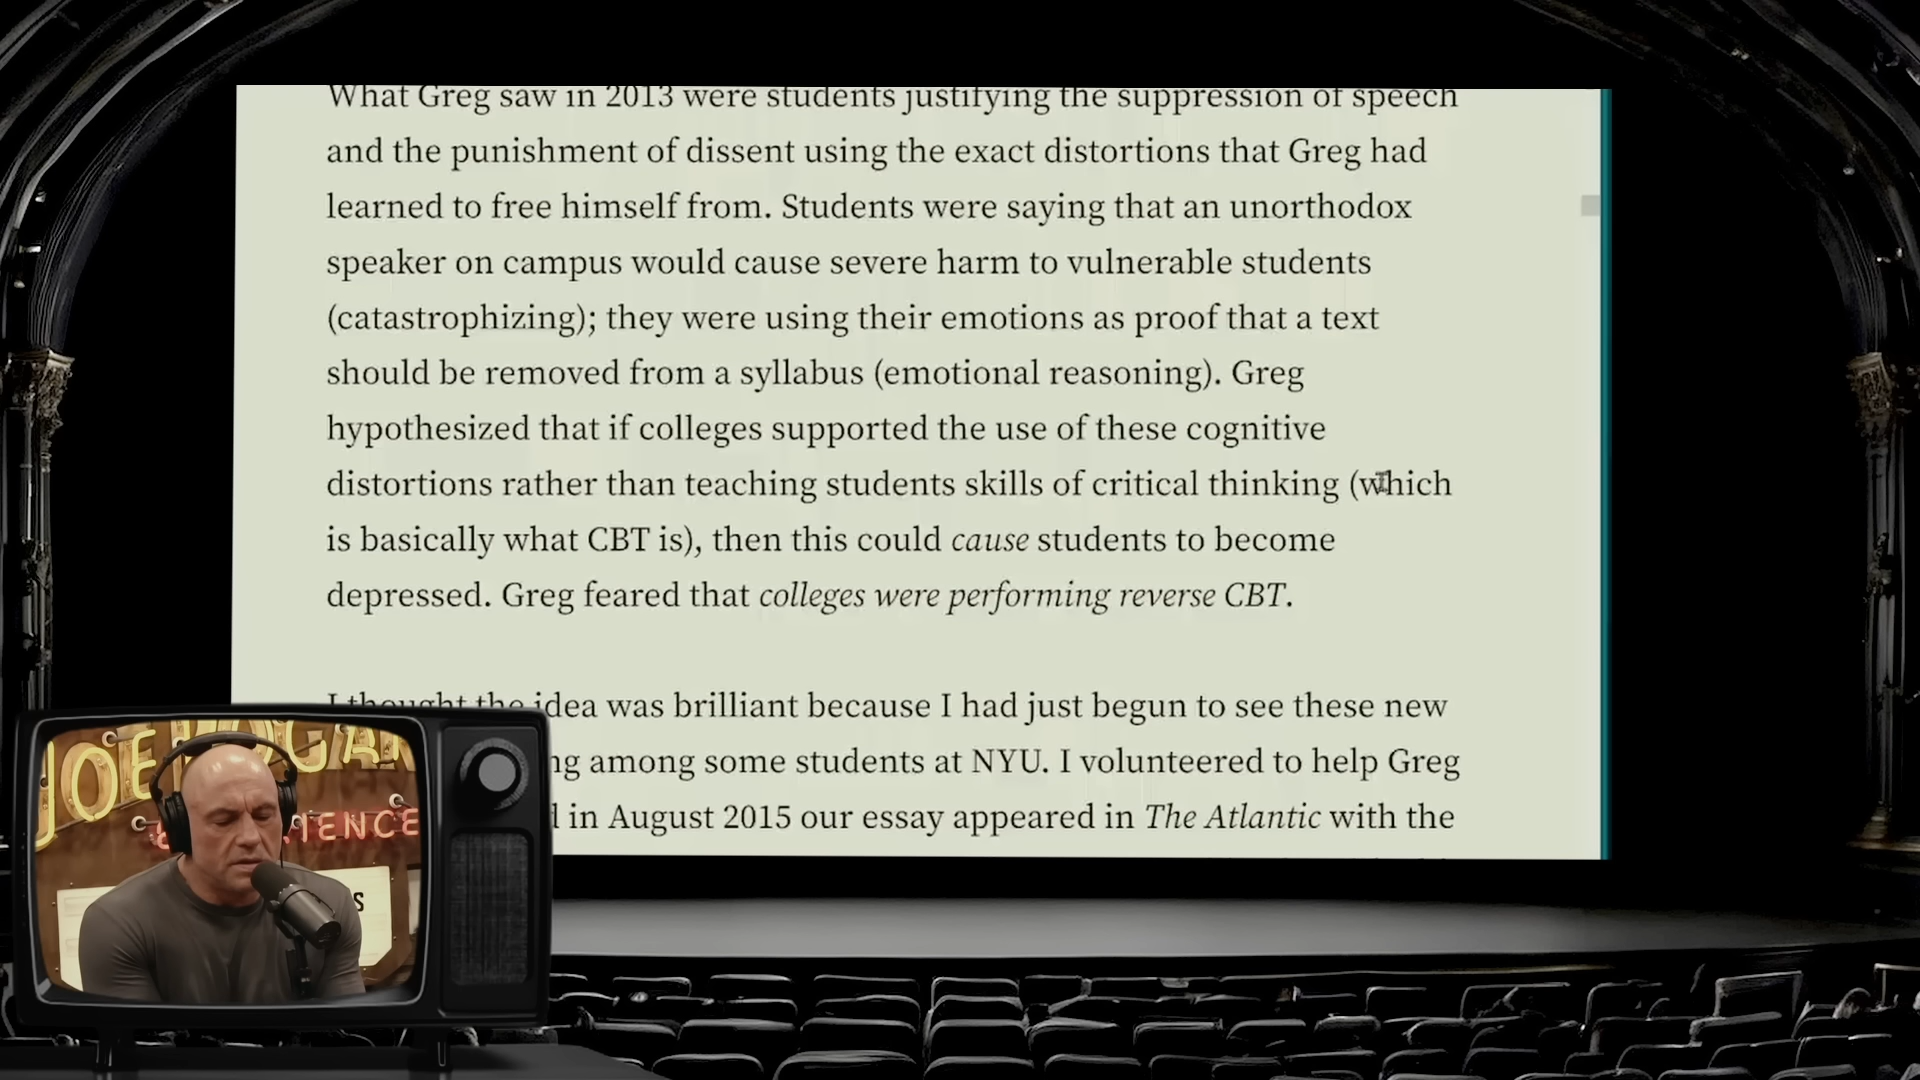 What Greg saw in 2013 were students justifying the suppression of speech
and the punishment of dissent using the exact distortions that Greg had
learned to free himself from. Students were saying that an unorthodox
speaker on campus would cause severe harm to vulnerable students
(catastrophizing); they were using their emotions as proof that a text
should be removed from a syllabus (emotional reasoning). Greg
hypothesized that if colleges supported the use of these cognitive
distortions rather than teaching students skills of critical thinking (which
is basically what CBT is), then this could cause students to become
depressed. Greg feared that colleges were performing reverse CBT.
I thought the idea was brilliant because I had just begun to see these new
among some students at NYU. I volunteered to help Greg
in August 2015 our essay appeared in The Atlantic with the
JOE ROGAN